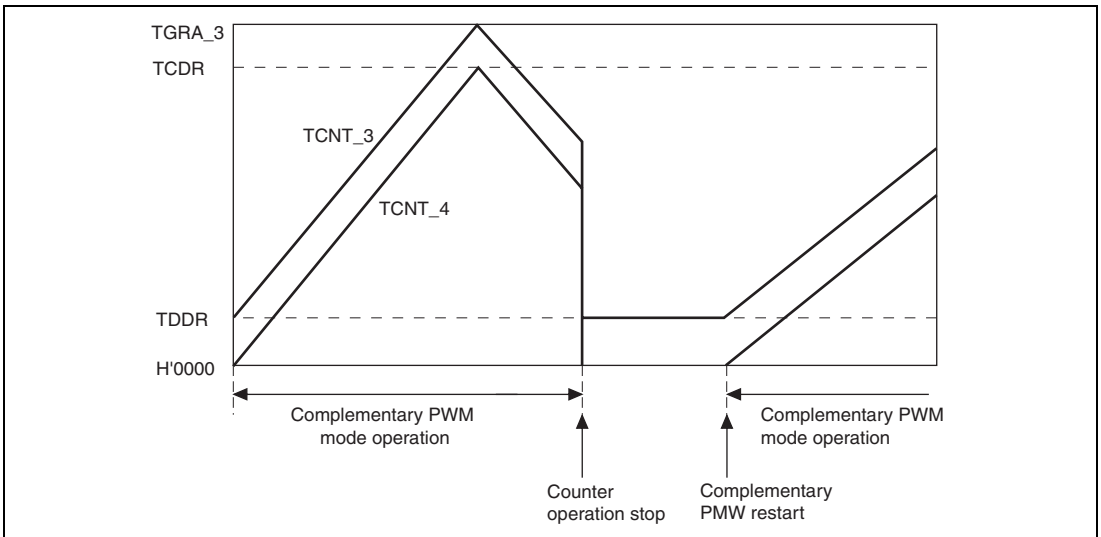 TGRA_3
TCDR
TCNT_3
TCNT_4
TDDR
H'0000
Complementary PWM
mode operation
Complementary PWM
mode operation
Counter
operation stop
Complementary
PMW restart